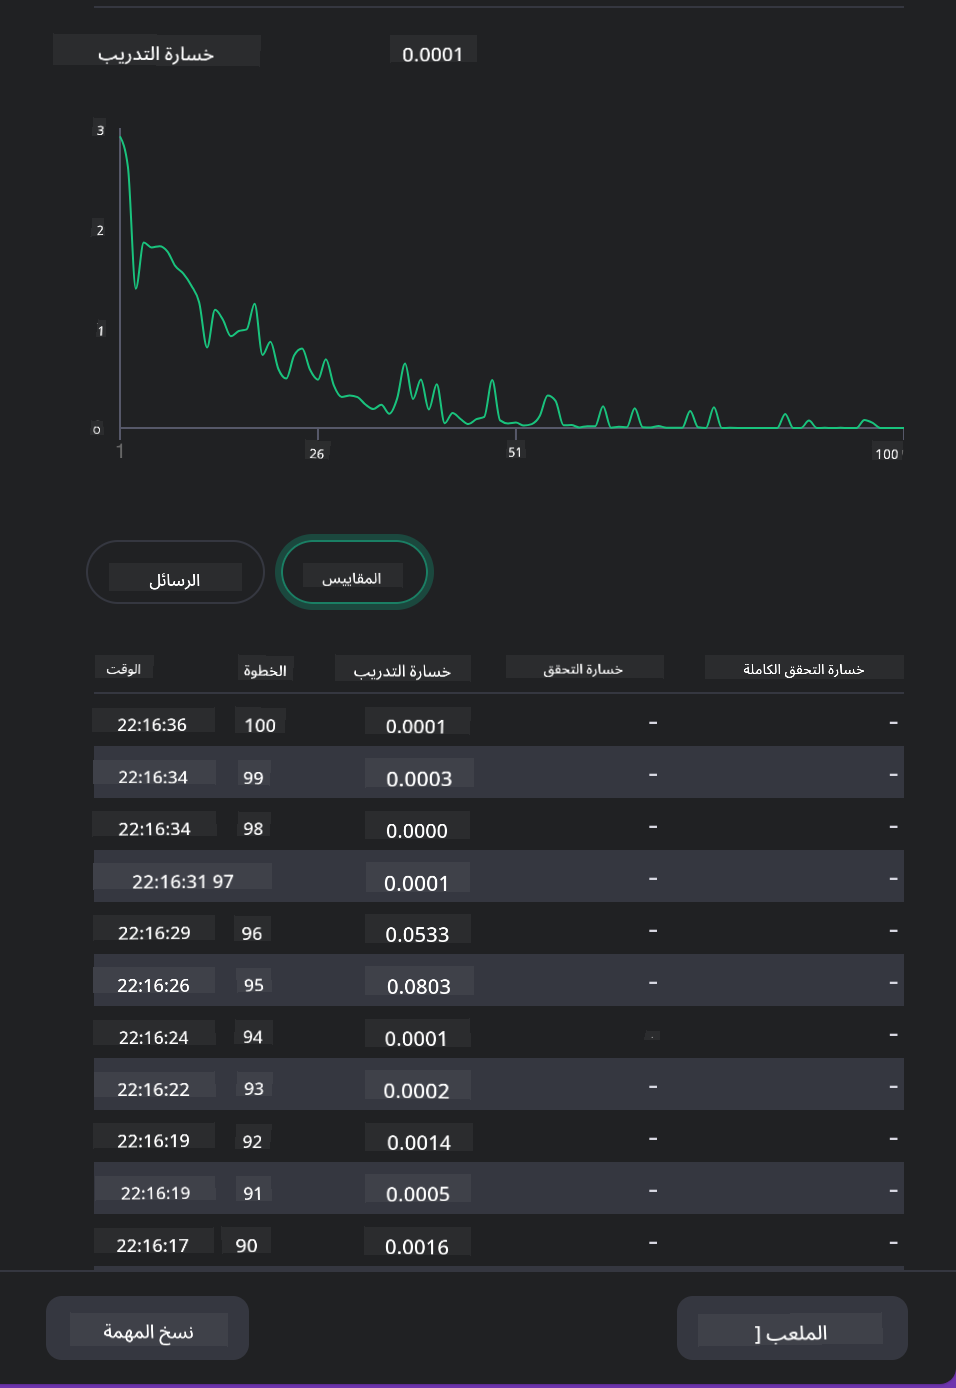 خسارة التدريب 0.0001
3
2
1
0
1 26 51 100
الرسائل المقاييس
الوقت الخطوة خسارة التدريب خسارة التحقق خسارة التحقق الكاملة
22:16:36 100 0.0001 – –
22:16:34 99 0.0003 – –
22:16:34 98 0.0000 – –
22:16:31 97 0.0001 – –
22:16:29 96 0.0533 – –
22:16:26 95 0.0803 – –
22:16:24 94 0.0001 - –
22:16:22 93 0.0002 – –
22:16:19 92 0.0014 – –
22:16:19 91 0.0005 – –
22:16:17 90 0.0016 – –
نسخ المهمة الملعب [